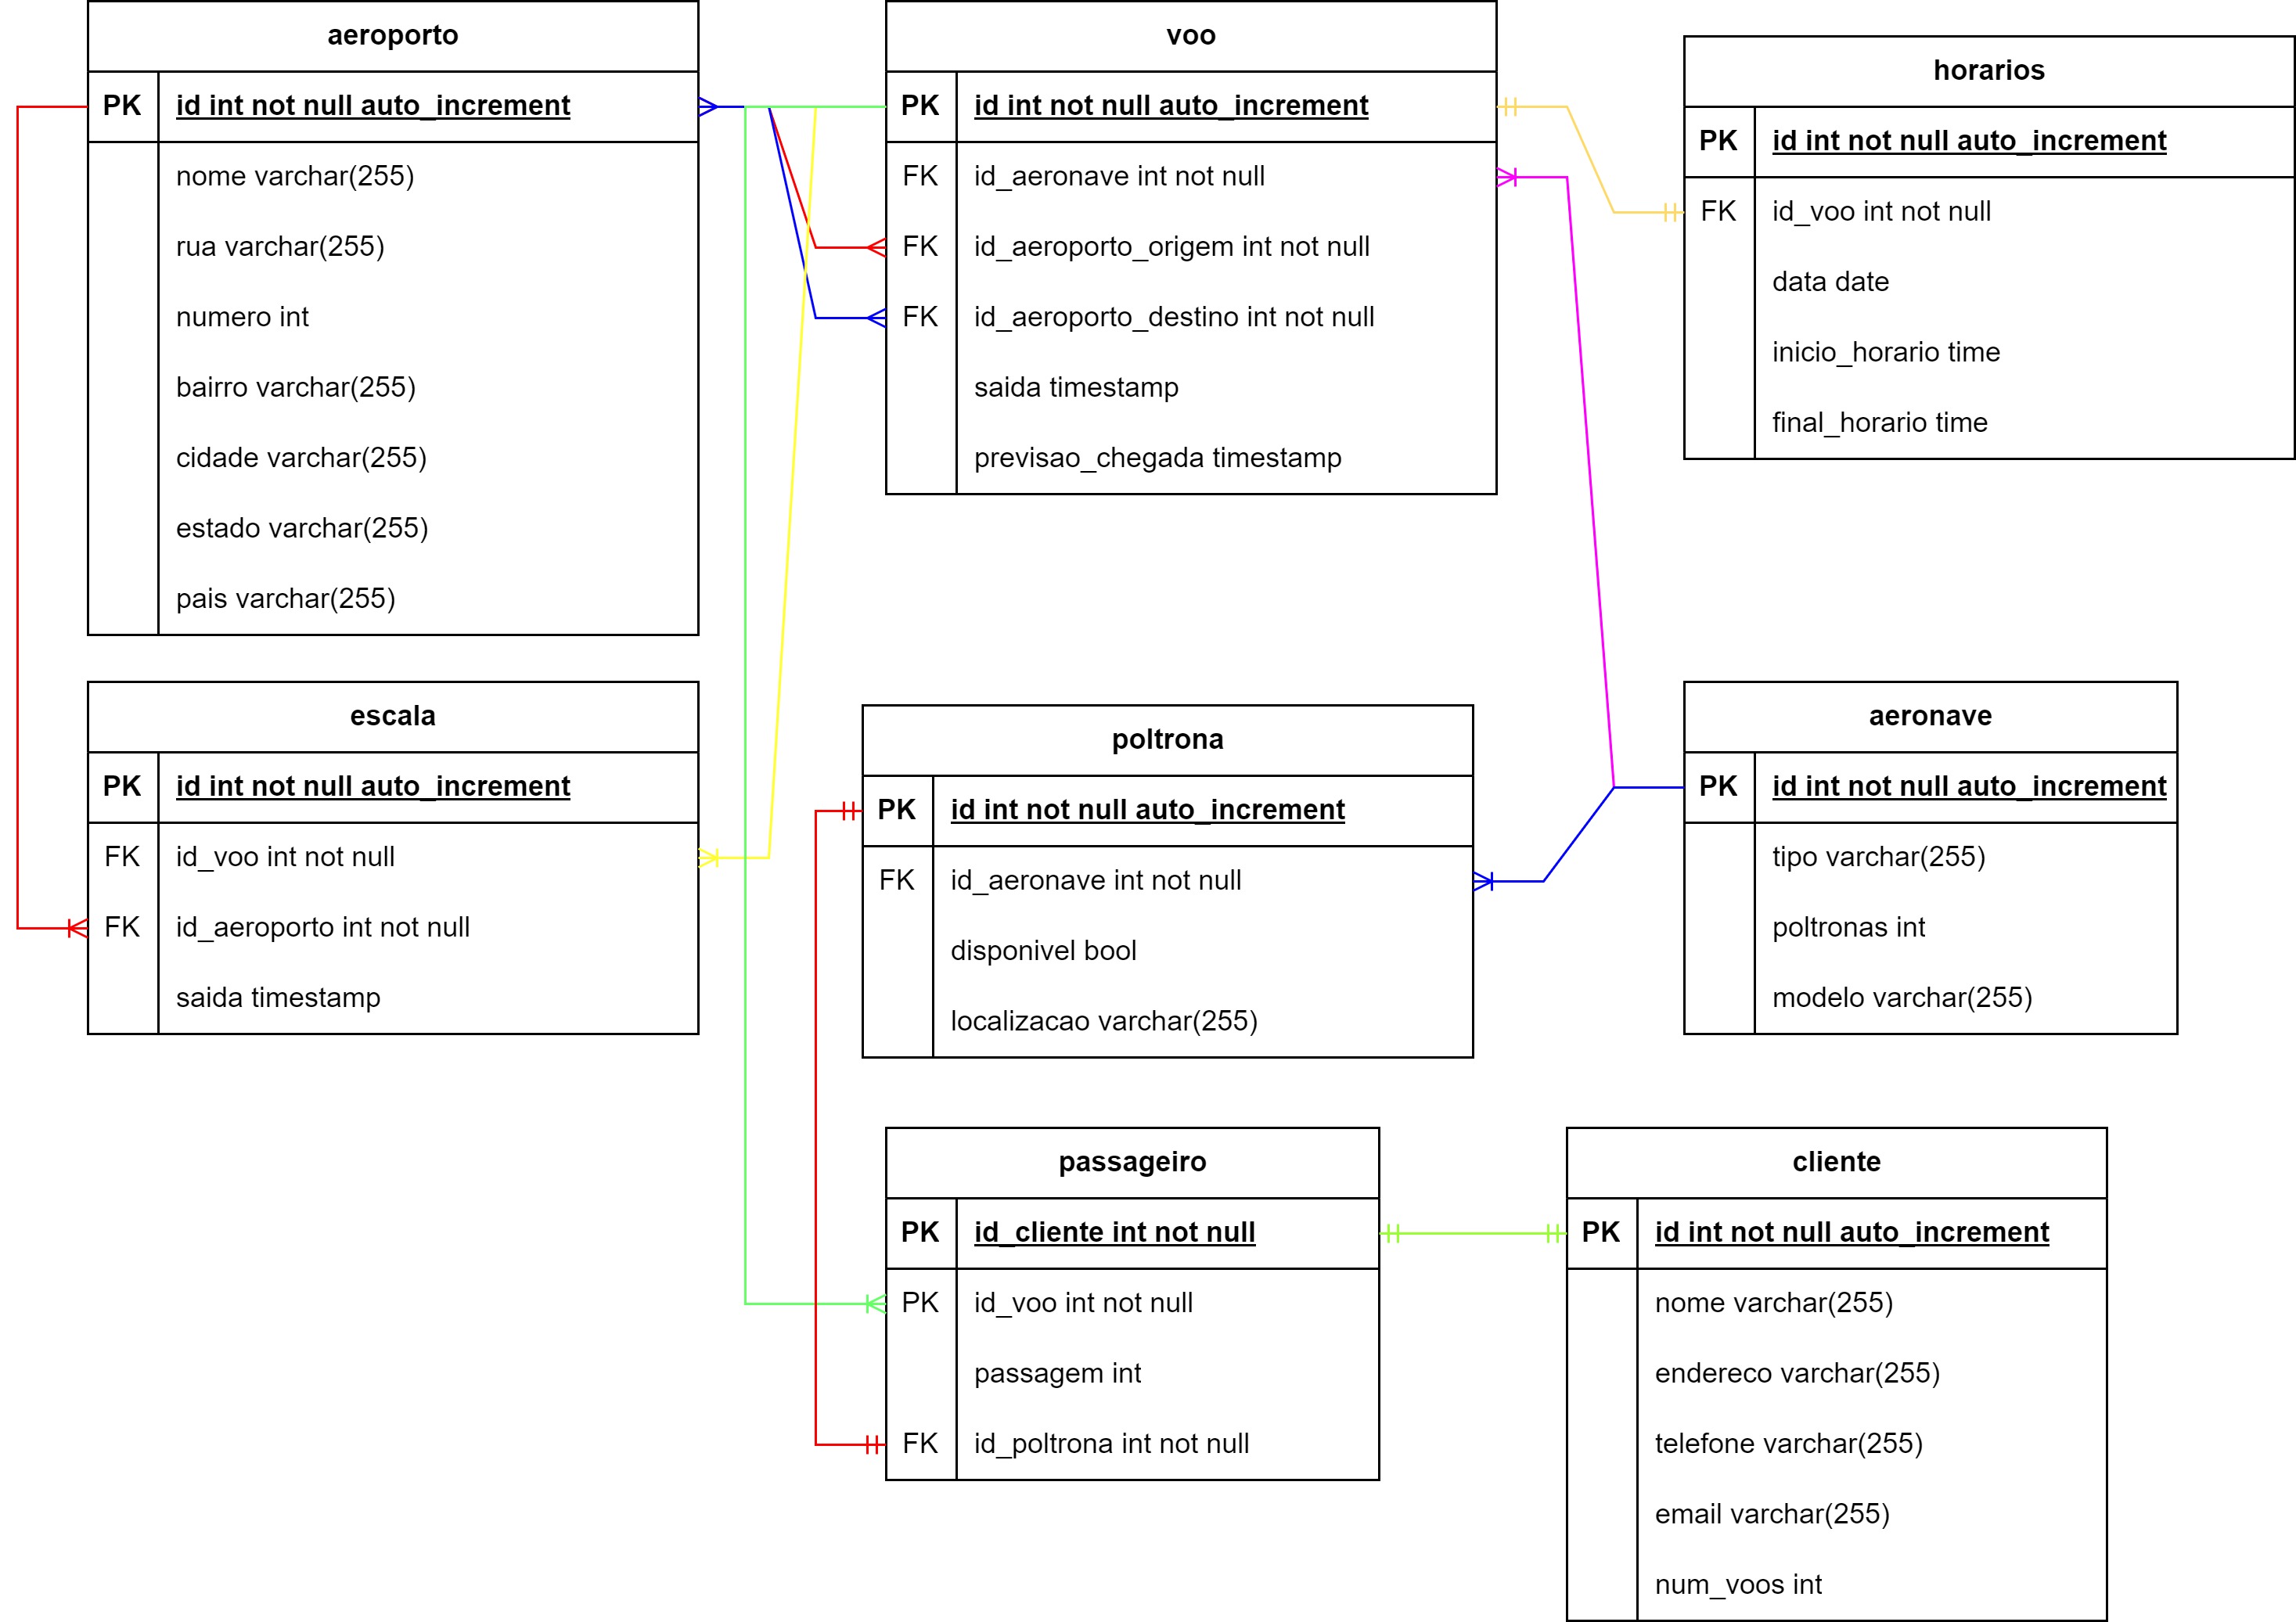 aeroporto
PK id int not null auto_increment
nome varchar(255)
rua varchar(255)
numero int
bairro varchar(255)
cidade varchar(255)
estado varchar(255)
pais varchar(255)
voo
PK id int not null auto_increment
FK id_aeronave int not null
FK id_aeroporto_origem int not null
FK id_aeroporto_destino int not null
saida timestamp
previsao_chegada timestamp
horarios
PK id int not null auto_increment
FK id_voo int not null
data date
inicio_horario time
final_horario time
escala
PK id int not null auto_increment
FK id_voo int not null
FK id_aeroporto int not null
saida timestamp
poltrona
PK id int not null auto_increment
FK id_aeronave int not null
disponivel bool
localizacao varchar(255)
aeronave
PK id int not null auto_increment
tipo varchar(255)
poltronas int
modelo varchar(255)
passageiro
PK id_cliente int not null
PK id_voo int not null
passagem int
FK id_poltrona int not null
cliente
PK id int not null auto_increment
nome varchar(255)
endereco varchar(255)
telefone varchar(255)
email varchar(255)
num_voos int